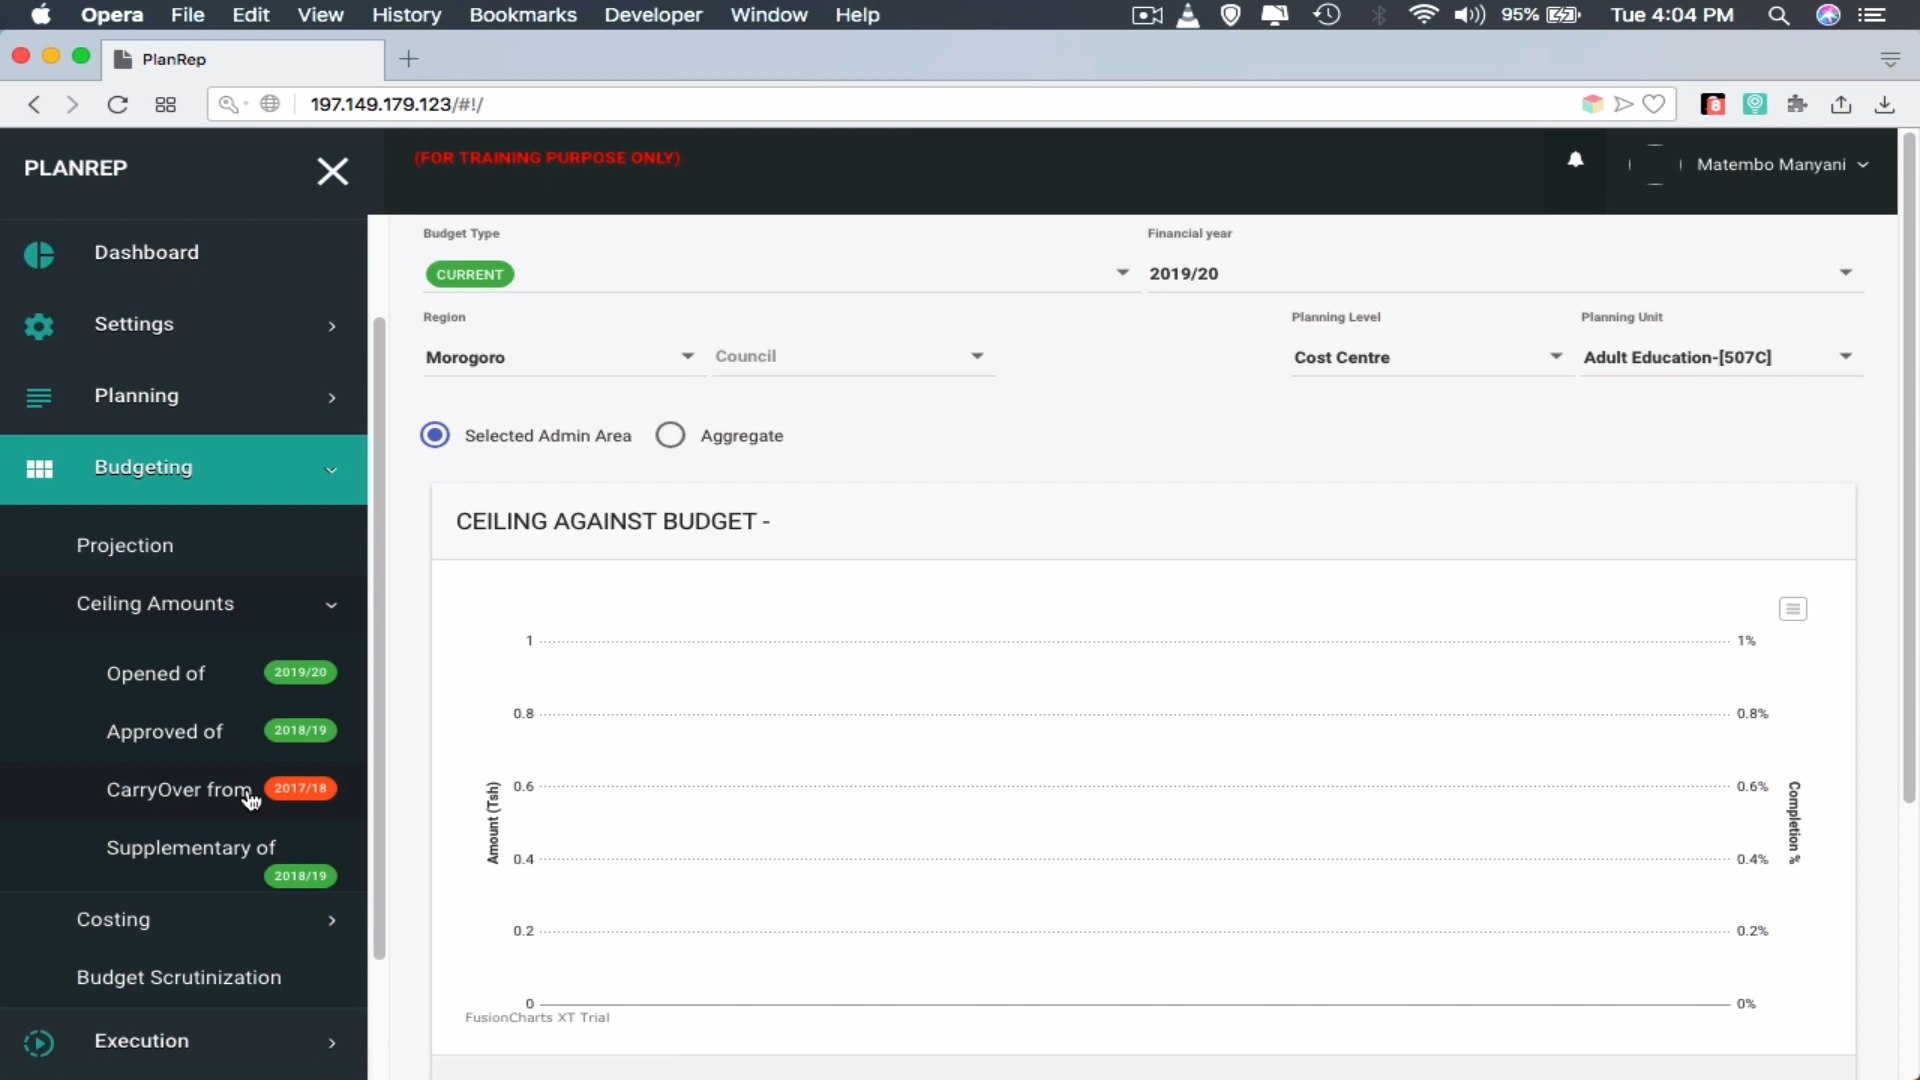 Opera File Edit View History Bookmarks Developer Window Help 95% Tue 4:04 PM
PlanRep
197.149.179.123/#!/
PLANREP
(FOR TRAINING PURPOSE ONLY)
Matembo Manyani
Dashboard
Settings
Planning
Budgeting
Projection
Ceiling Amounts
Opened of 2019/20
Approved of 2018/19
CarryOver from 2017/18
Supplementary of
2018/19
Costing
Budget Scrutinization
Execution
Budget Type
CURRENT
Financial year
2019/20
Region
Morogoro
Council
Planning Level
Cost Centre
Planning Unit
Adult Education-[507C]
Selected Admin Area
Aggregate
CEILING AGAINST BUDGET -
1
0.8
0.6
0.4
0.2
0
Amount (Tsh)
1%
0.8%
0.6%
0.4%
0.2%
0%
Completion %
FusionCharts XT Trial